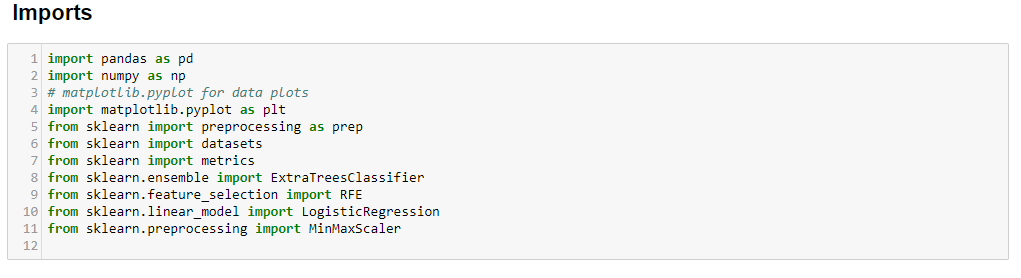 Imports
1 import pandas as pd
2 import numpy as np
3 # matplotlib.pyplot for data plots
4 import matplotlib.pyplot as plt
5 from sklearn import preprocessing as prep
6 from sklearn import datasets
7 from sklearn import metrics
8 from sklearn.ensemble import ExtraTreesClassifier
9 from sklearn.feature_selection import RFE
10 from sklearn.linear_model import LogisticRegression
11 from sklearn.preprocessing import MinMaxScaler
12